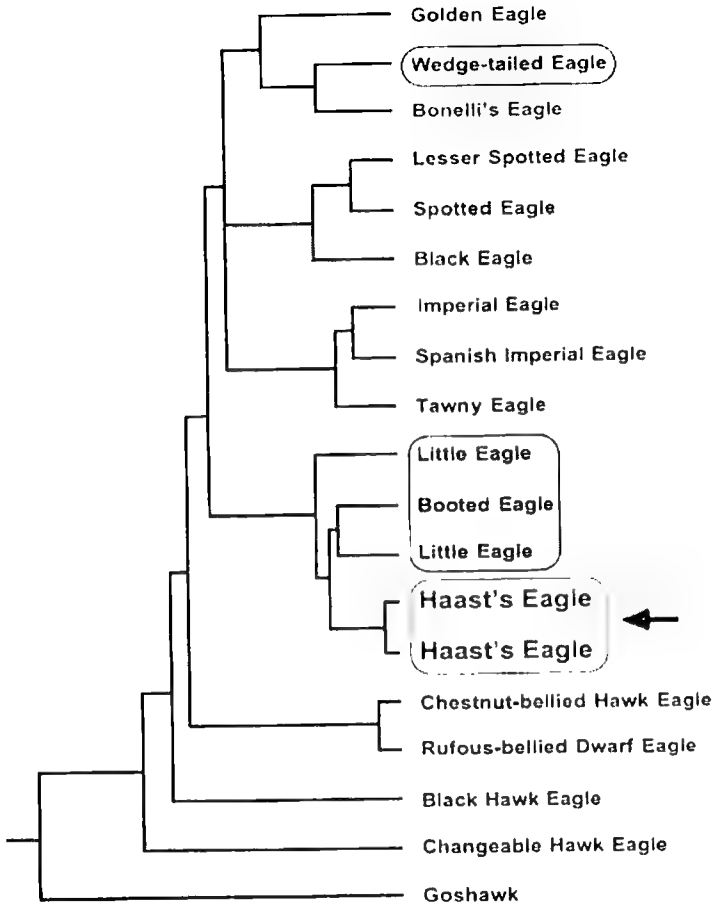 Golden Eagle
Wedge-tailed Eagle
Bonelli's Eagle
Lesser Spotted Eagle
Spotted Eagle
Black Eagle
Imperial Eagle
Spanish Imperial Eagle
Tawny Eagle
Little Eagle
Booted Eagle
Little Eagle
Haast's Eagle
Haast's Eagle
Chestnut-bellied Hawk Eagle
Rufous-bellied Dwarf Eagle
Black Hawk Eagle
Changeable Hawk Eagle
Goshawk